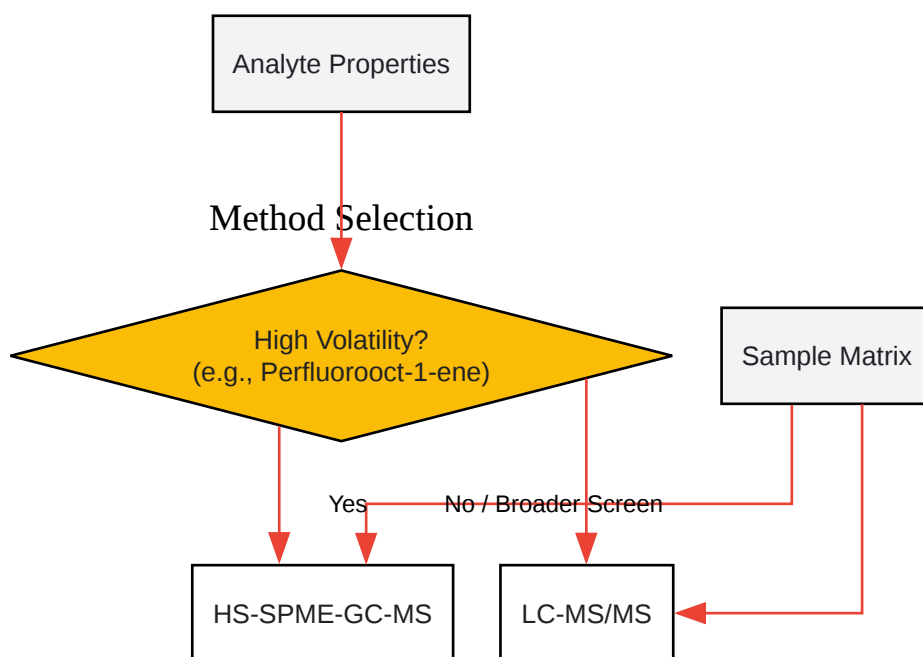 Analyte Properties
Method Selection
High Volatility?
(e.g., Perfluorooct-1-ene)
Sample Matrix
Yes
No / Broader Screen
HS-SPME-GC-MS
LC-MS/MS